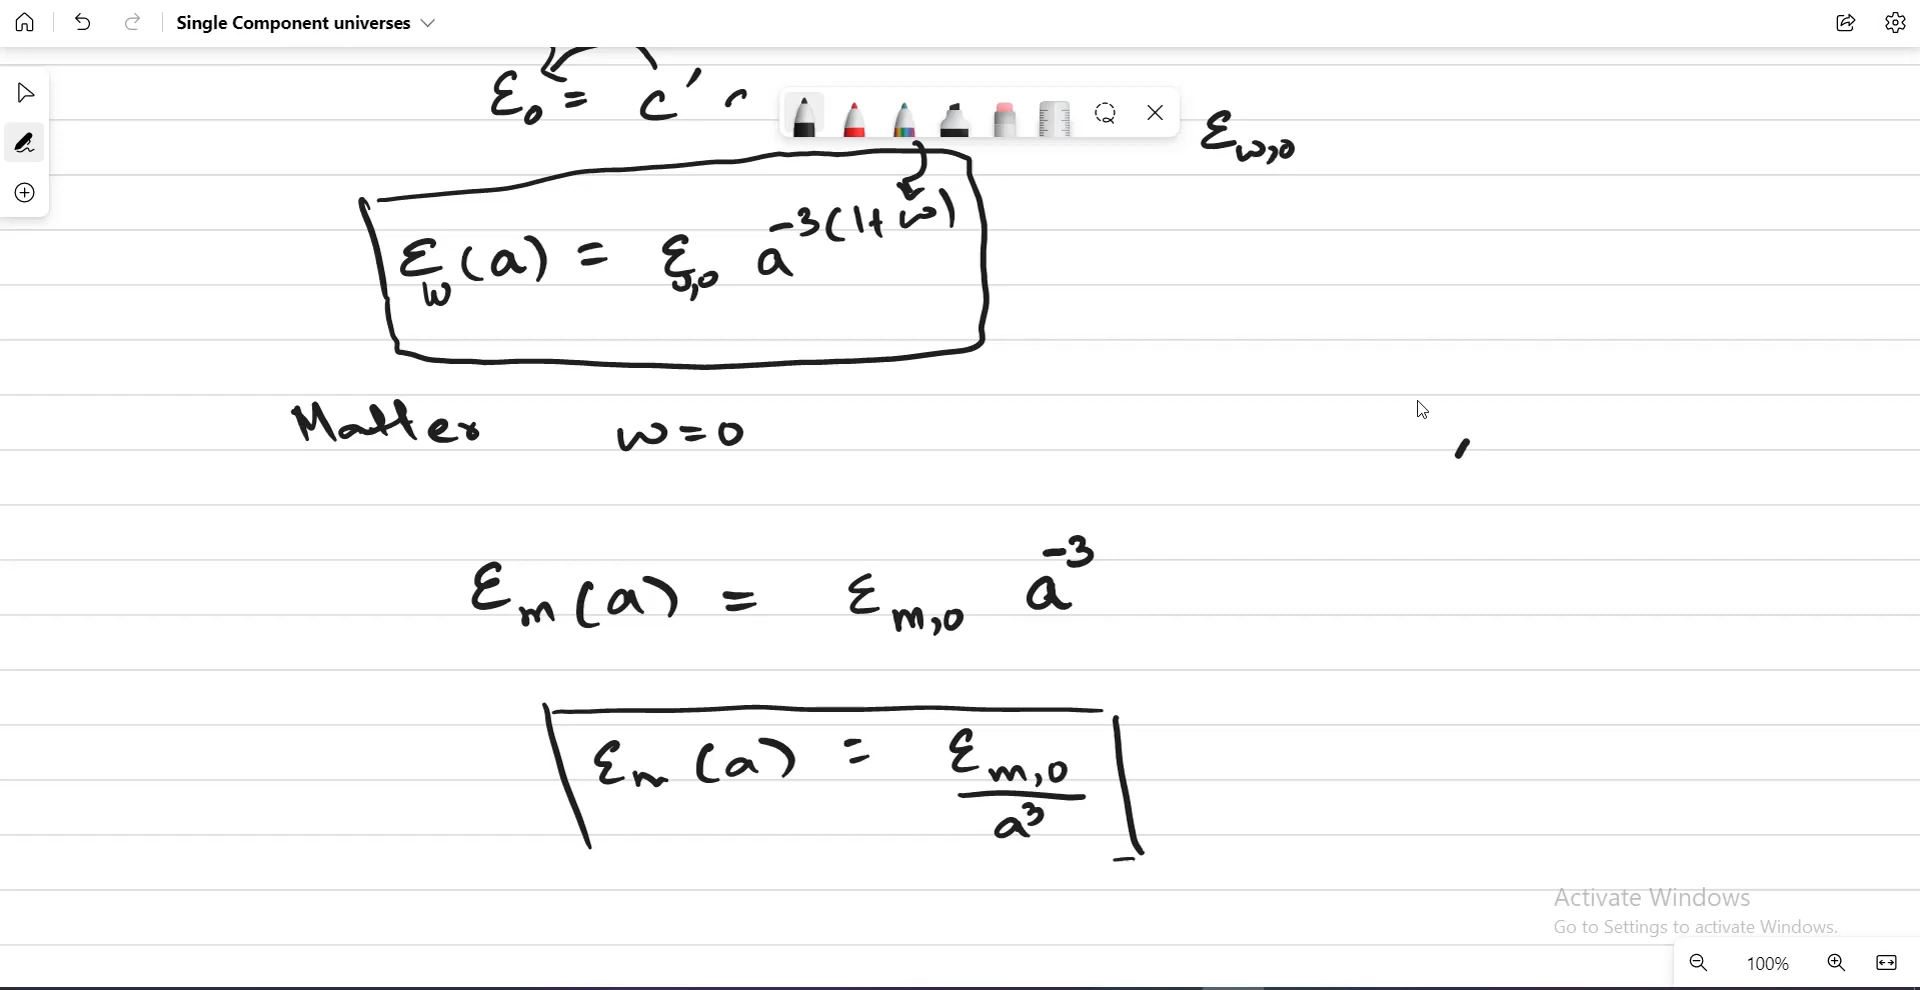 Single Component universes
ε₀ = c'
ε_w,0
ε_w (a) = ε_w,0 a^{-3(1+w)}
Matter w=0
ε_m (a) = ε_m,0 a^{-3}
ε_m (a) = ε_m,0 / a³
Activate Windows
Go to Settings to activate Windows.
100%